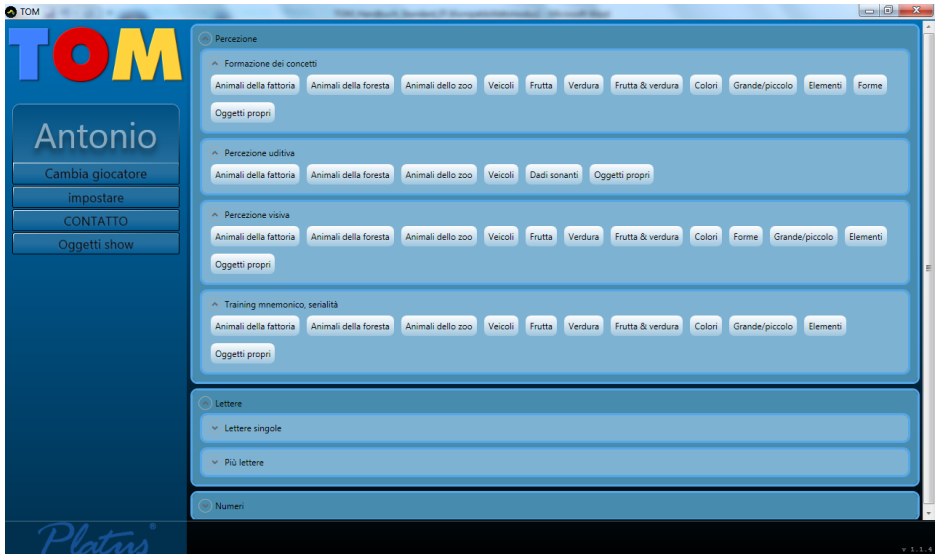 TOM
TOM
Antonio
Cambia giocatore
impostare
CONTATTO
Oggetti show
Percezione
Formazione dei concetti
Animali della fattoria Animali della foresta Animali dello zoo Veicoli Frutta Verdura Frutta & verdura Colori Grande/piccolo Elementi Forme
Oggetti propri
Percezione uditiva
Animali della fattoria Animali della foresta Animali dello zoo Veicoli Dadi sonanti Oggetti propri
Percezione visiva
Animali della fattoria Animali della foresta Animali dello zoo Veicoli Frutta Verdura Frutta & verdura Colori Forme Grande/piccolo Elementi
Oggetti propri
Training mnemonico, serialità
Animali della fattoria Animali della foresta Animali dello zoo Veicoli Frutta Verdura Frutta & verdura Colori Grande/piccolo Elementi
Oggetti propri
Lettere
Lettere singole
Più lettere
Numeri
Platus
v 1.1.4